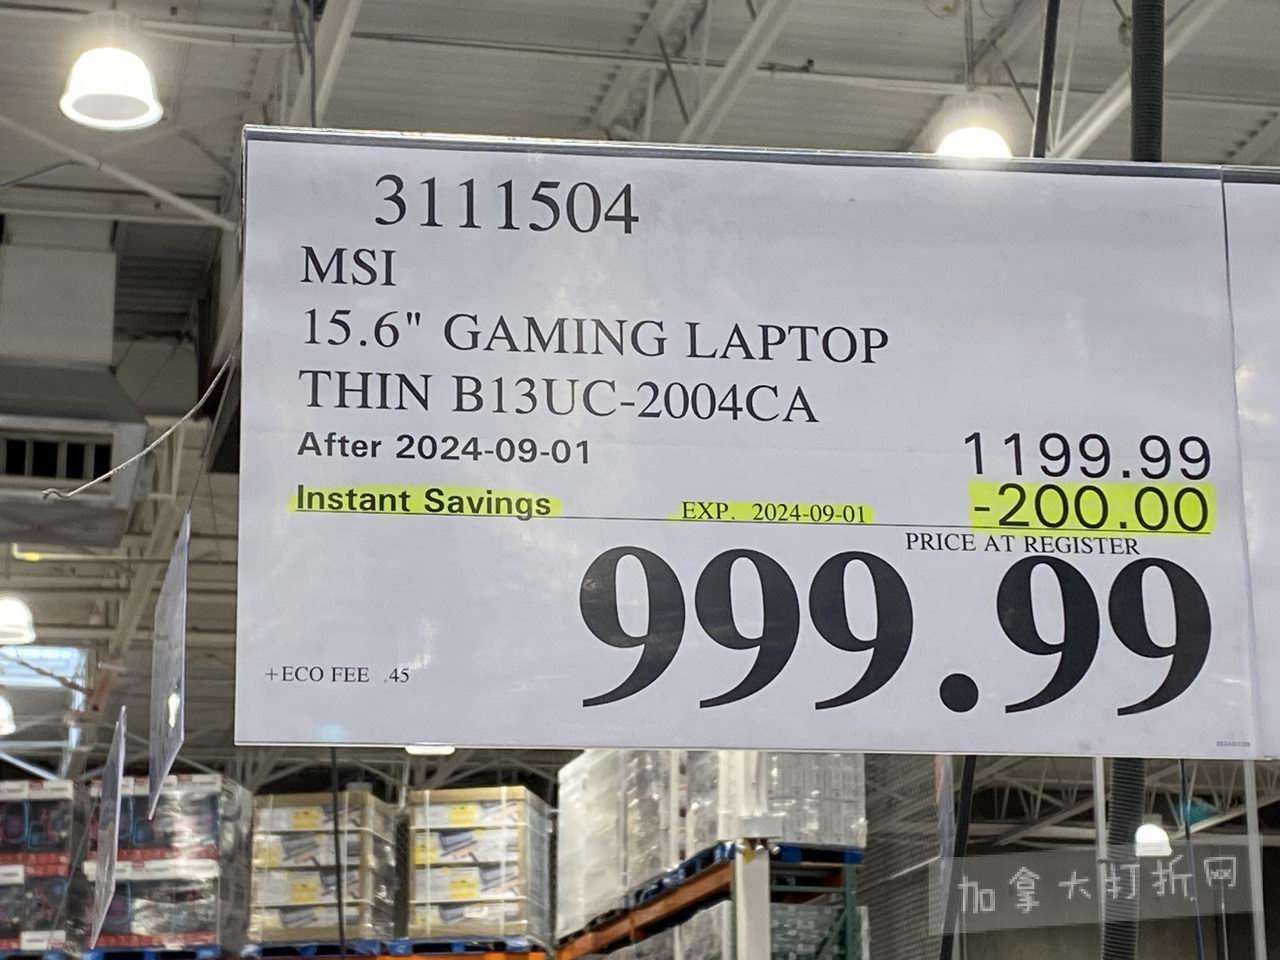 3111504
MSI
15.6" GAMING LAPTOP
THIN B13UC-2004CA
After 2024-09-01 1199.99
Instant Savings EXP. 2024-09-01 -200.00
PRICE AT REGISTER
999.99
+ECO FEE .45
加拿大打折网